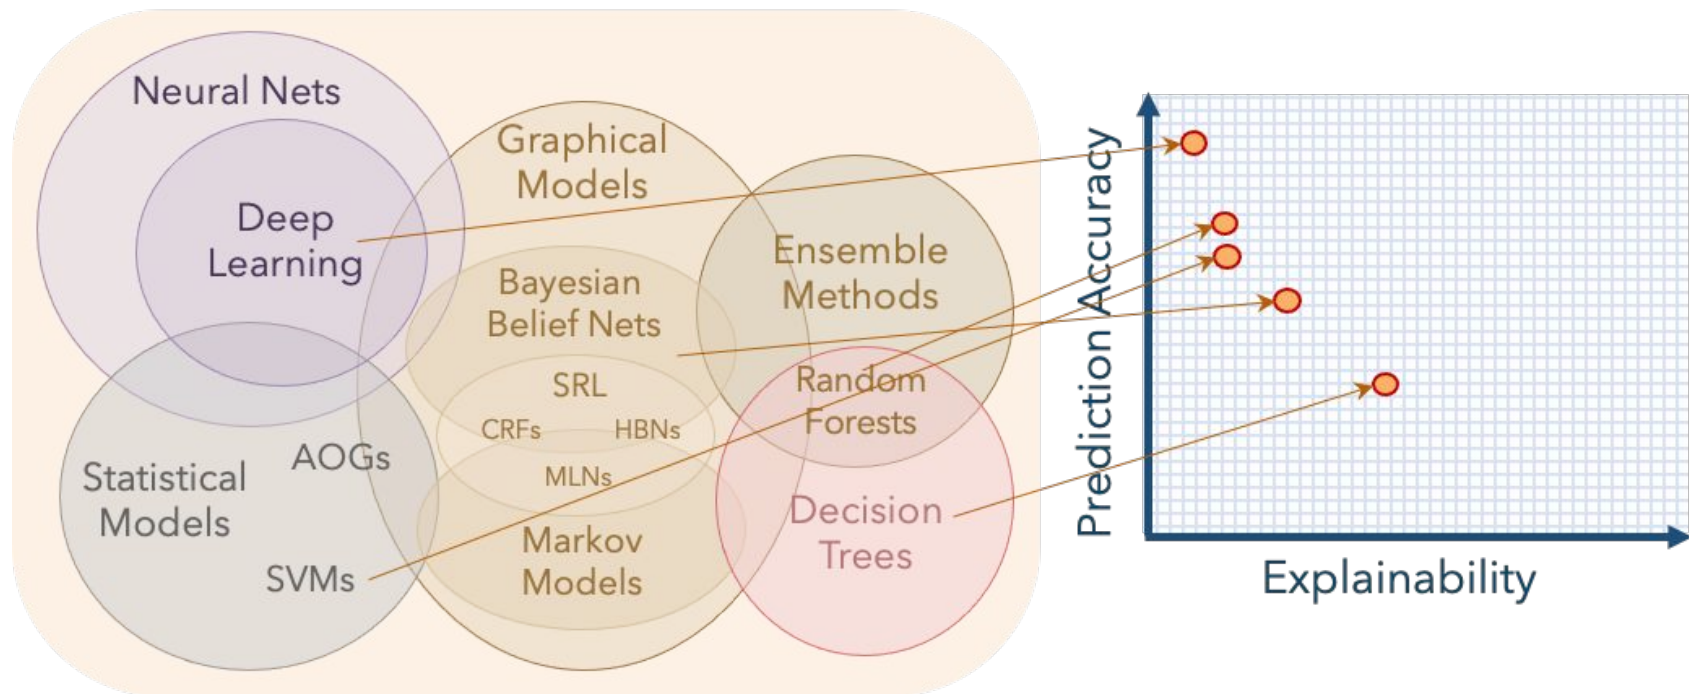 Neural Nets
Deep
Learning
Graphical
Models
Bayesian
Belief Nets
SRL
CRFs
HBNs
MLNs
Markov
Models
Ensemble
Methods
Random
Forests
Decision
Trees
Statistical
Models
AOGs
SVMs
Prediction Accuracy
Explainability